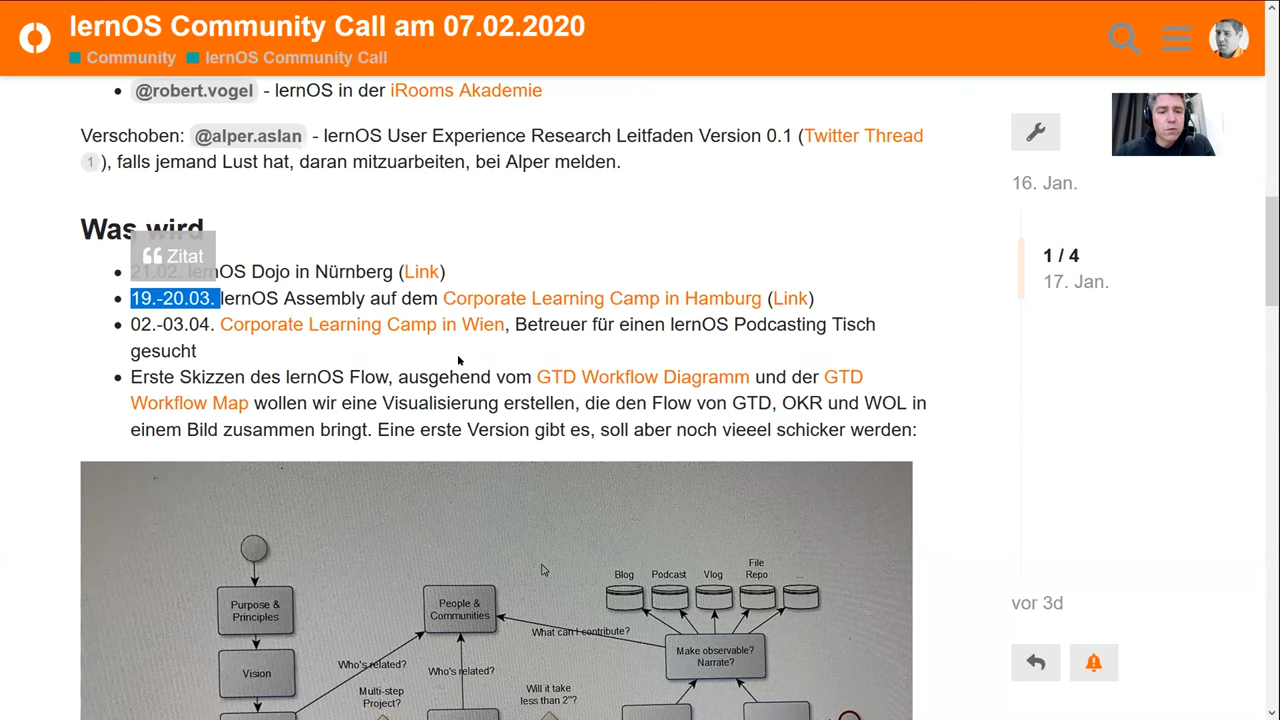 lernOS Community Call am 07.02.2020
Community lernOS Community Call
@robert.vogel - lernOS in der iRooms Akademie
Verschoben: @alper.aslan - lernOS User Experience Research Leitfaden Version 0.1 (Twitter Thread
1 ), falls jemand Lust hat, daran mitzuarbeiten, bei Alper melden.
16. Jan.
Was wird
Zitat
1 / 4
17. Jan.
21.02. lernOS Dojo in Nürnberg (Link)
19.-20.03. lernOS Assembly auf dem Corporate Learning Camp in Hamburg (Link)
02.-03.04. Corporate Learning Camp in Wien, Betreuer für einen lernOS Podcasting Tisch
gesucht
Erste Skizzen des lernOS Flow, ausgehend vom GTD Workflow Diagramm und der GTD
Workflow Map wollen wir eine Visualisierung erstellen, die den Flow von GTD, OKR und WOL in
einem Bild zusammen bringt. Eine erste Version gibt es, soll aber noch vieeel schicker werden:
Blog Podcast Vlog File Repo ...
Purpose &
Principles
People &
Communities
What can I contribute?
Make observable?
Narrate?
Vision
Who's related?
Who's related?
Multi-step
Project?
Will it take
less than 2"?
vor 3d